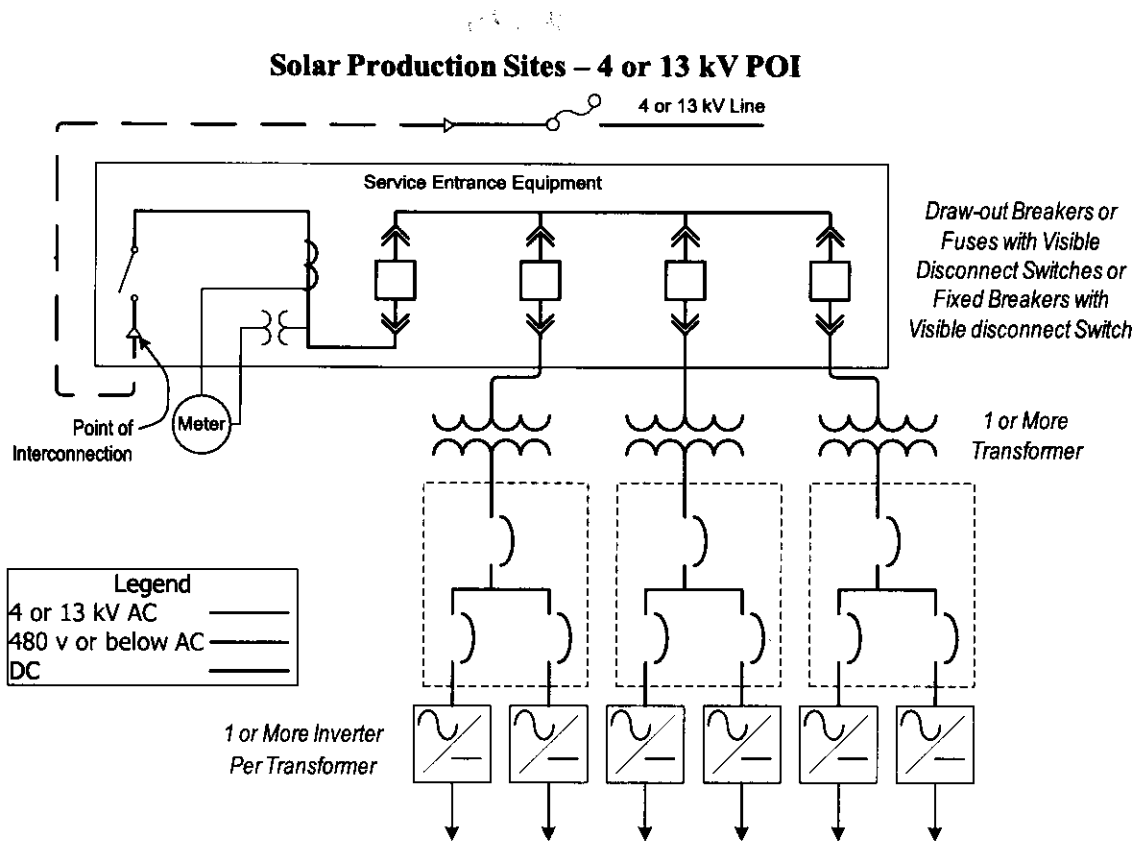 Solar Production Sites – 4 or 13 kV POI
4 or 13 kV Line
Service Entrance Equipment
Draw-out Breakers or
Fuses with Visible
Disconnect Switches or
Fixed Breakers with
Visible disconnect Switch
Meter
Point of
Interconnection
1 or More
Transformer
Legend
4 or 13 kV AC
480 v or below AC
DC
1 or More Inverter
Per Transformer